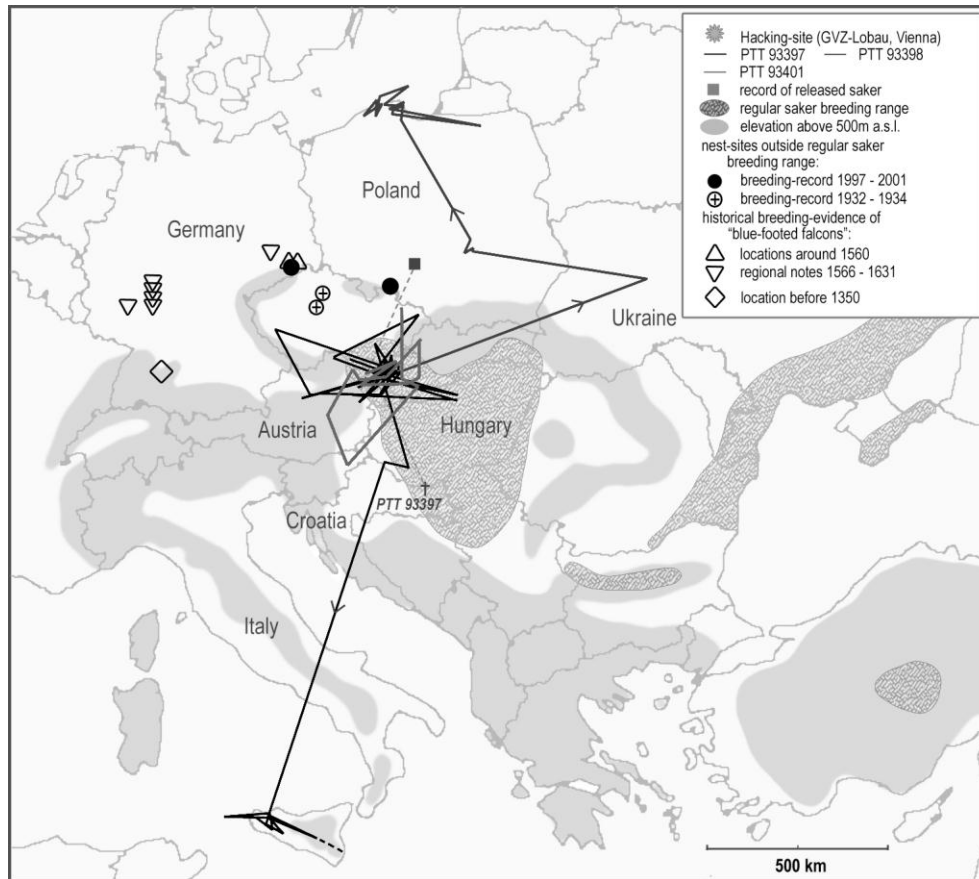 Hacking-site (GVZ-Lobau, Vienna)
PTT 93397 PTT 93398
PTT 93401
record of released saker
regular saker breeding range
elevation above 500m a.s.l.
nest-sites outside regular saker
breeding range:
breeding-record 1997 - 2001
breeding-record 1932 - 1934
historical breeding-evidence of
“blue-footed falcons”:
locations around 1560
regional notes 1566 - 1631
location before 1350
Poland
Germany
Ukraine
Austria
Hungary
PTT 93397
Croatia
Italy
500 km